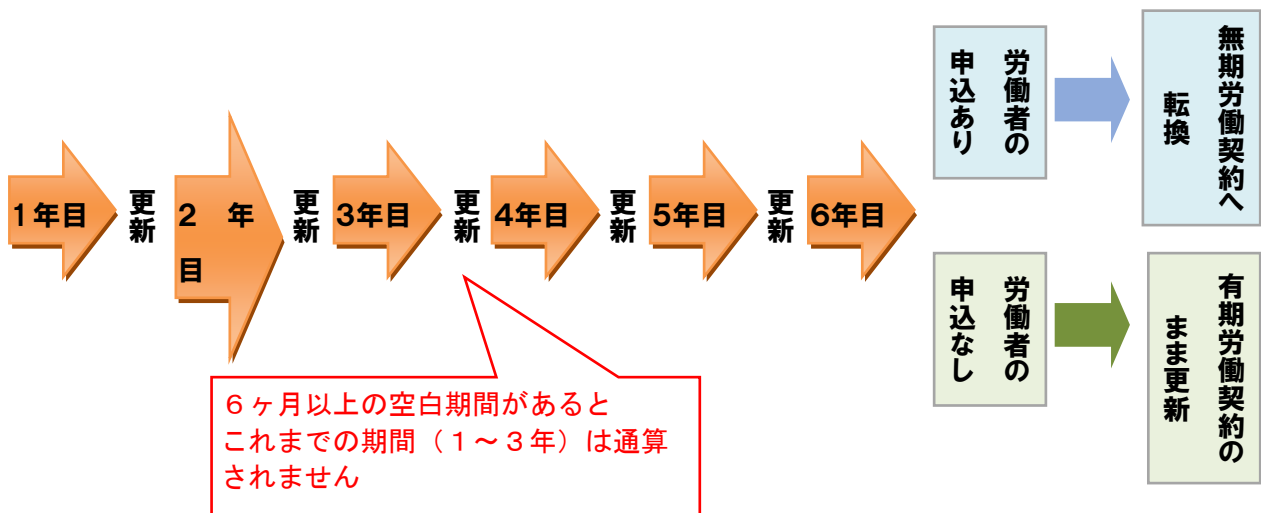 1年目
更新
2 年
目
更新
3年目
更新
4年目
更新
5年目
更新
6年目
労働者の
申込あり
無期労働契約へ
転換
労働者の
申込なし
有期労働契約の
まま更新
6ヶ月以上の空白期間があると
これまでの期間(1~3年)は通算
されません